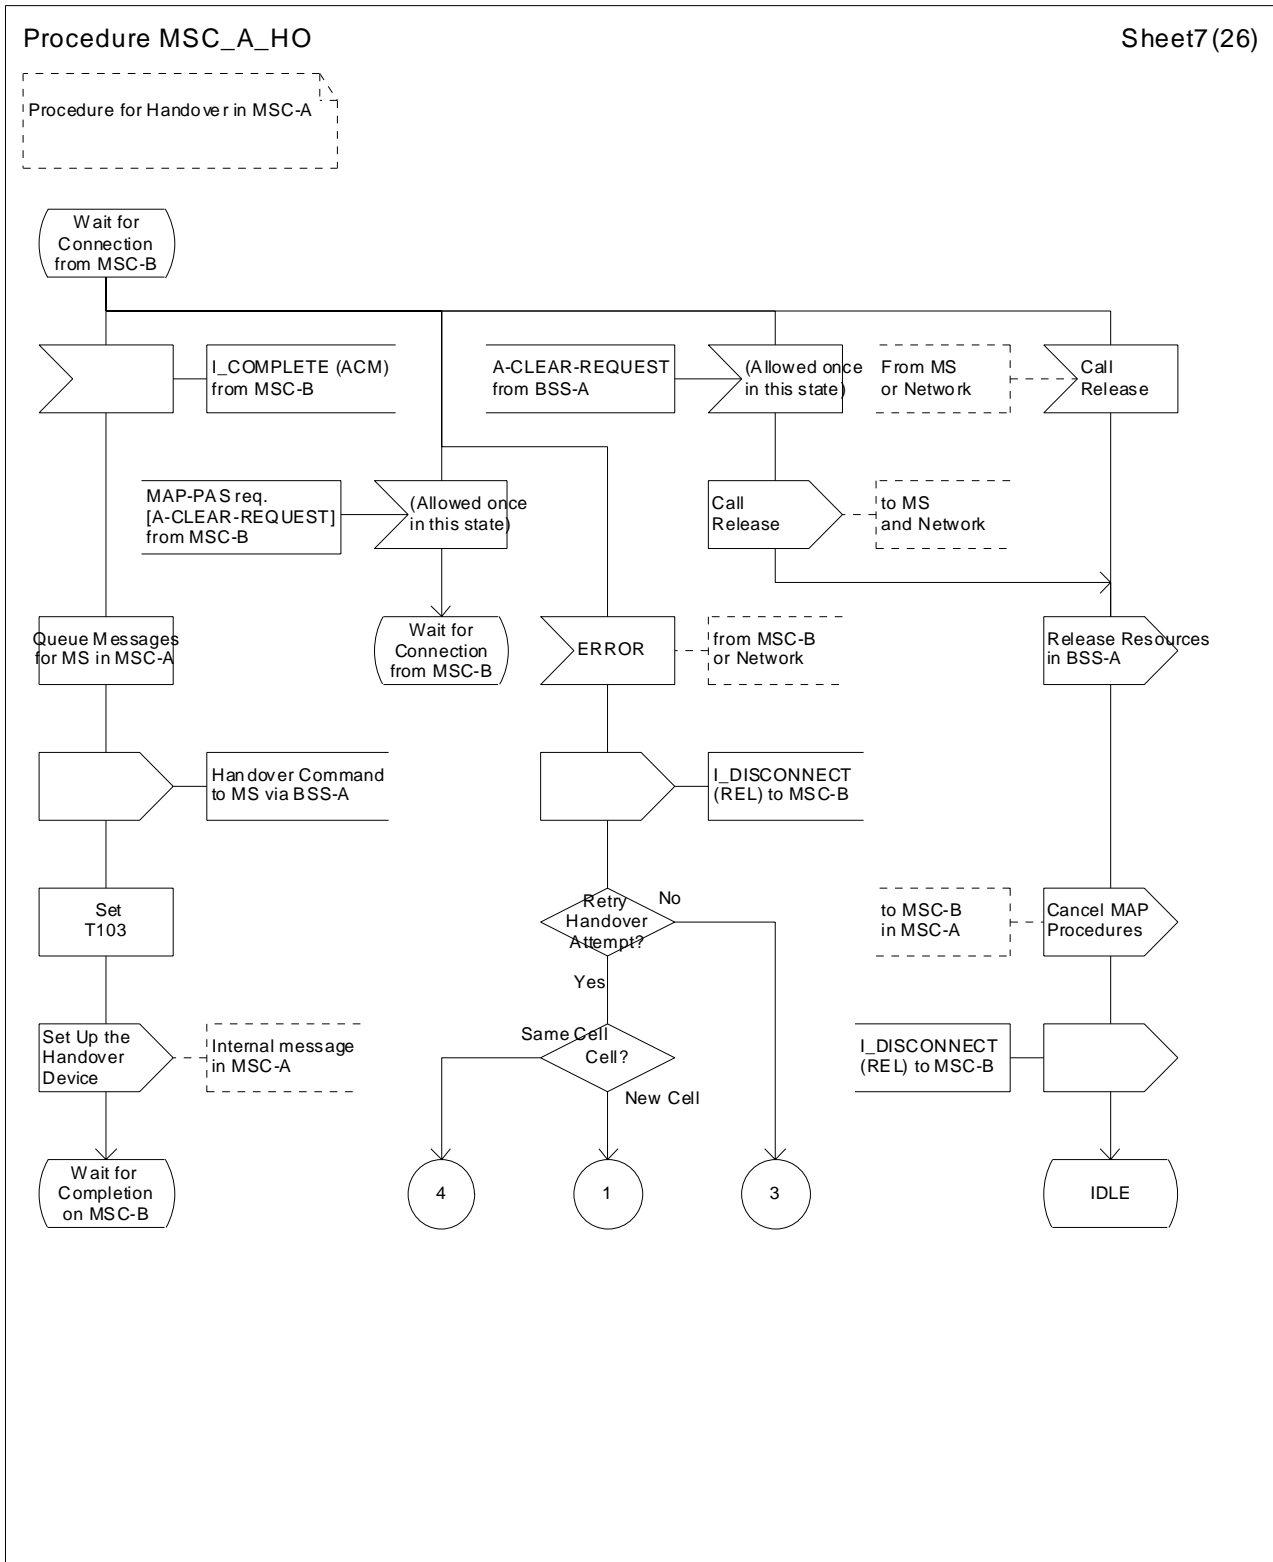 Procedure MSC_A_HO
Sheet7(26)
Procedure for Handover in MSC-A
Wait for
Connection
from MSC-B
I_COMPLETE (ACM)
from MSC-B
A-CLEAR-REQUEST
from BSS-A
(Allowed once
in this state)
From MS
or Network
Call
Release
MAP-PAS req.
[A-CLEAR-REQUEST]
from MSC-B
(Allowed once
in this state)
Call
Release
to MS
and Network
Queue Messages
for MS in MSC-A
Wait for
Connection
from MSC-B
ERROR
from MSC-B
or Network
Release Resources
in BSS-A
Handover Command
to MS via BSS-A
I_DISCONNECT
(REL) to MSC-B
Set
T103
Retry
Handover
Attempt?
No
Yes
to MSC-B
in MSC-A
Cancel MAP
Procedures
Set Up the
Handover
Device
Internal message
in MSC-A
Same Cell
Cell?
New Cell
I_DISCONNECT
(REL) to MSC-B
Wait for
Completion
on MSC-B
4
1
3
IDLE